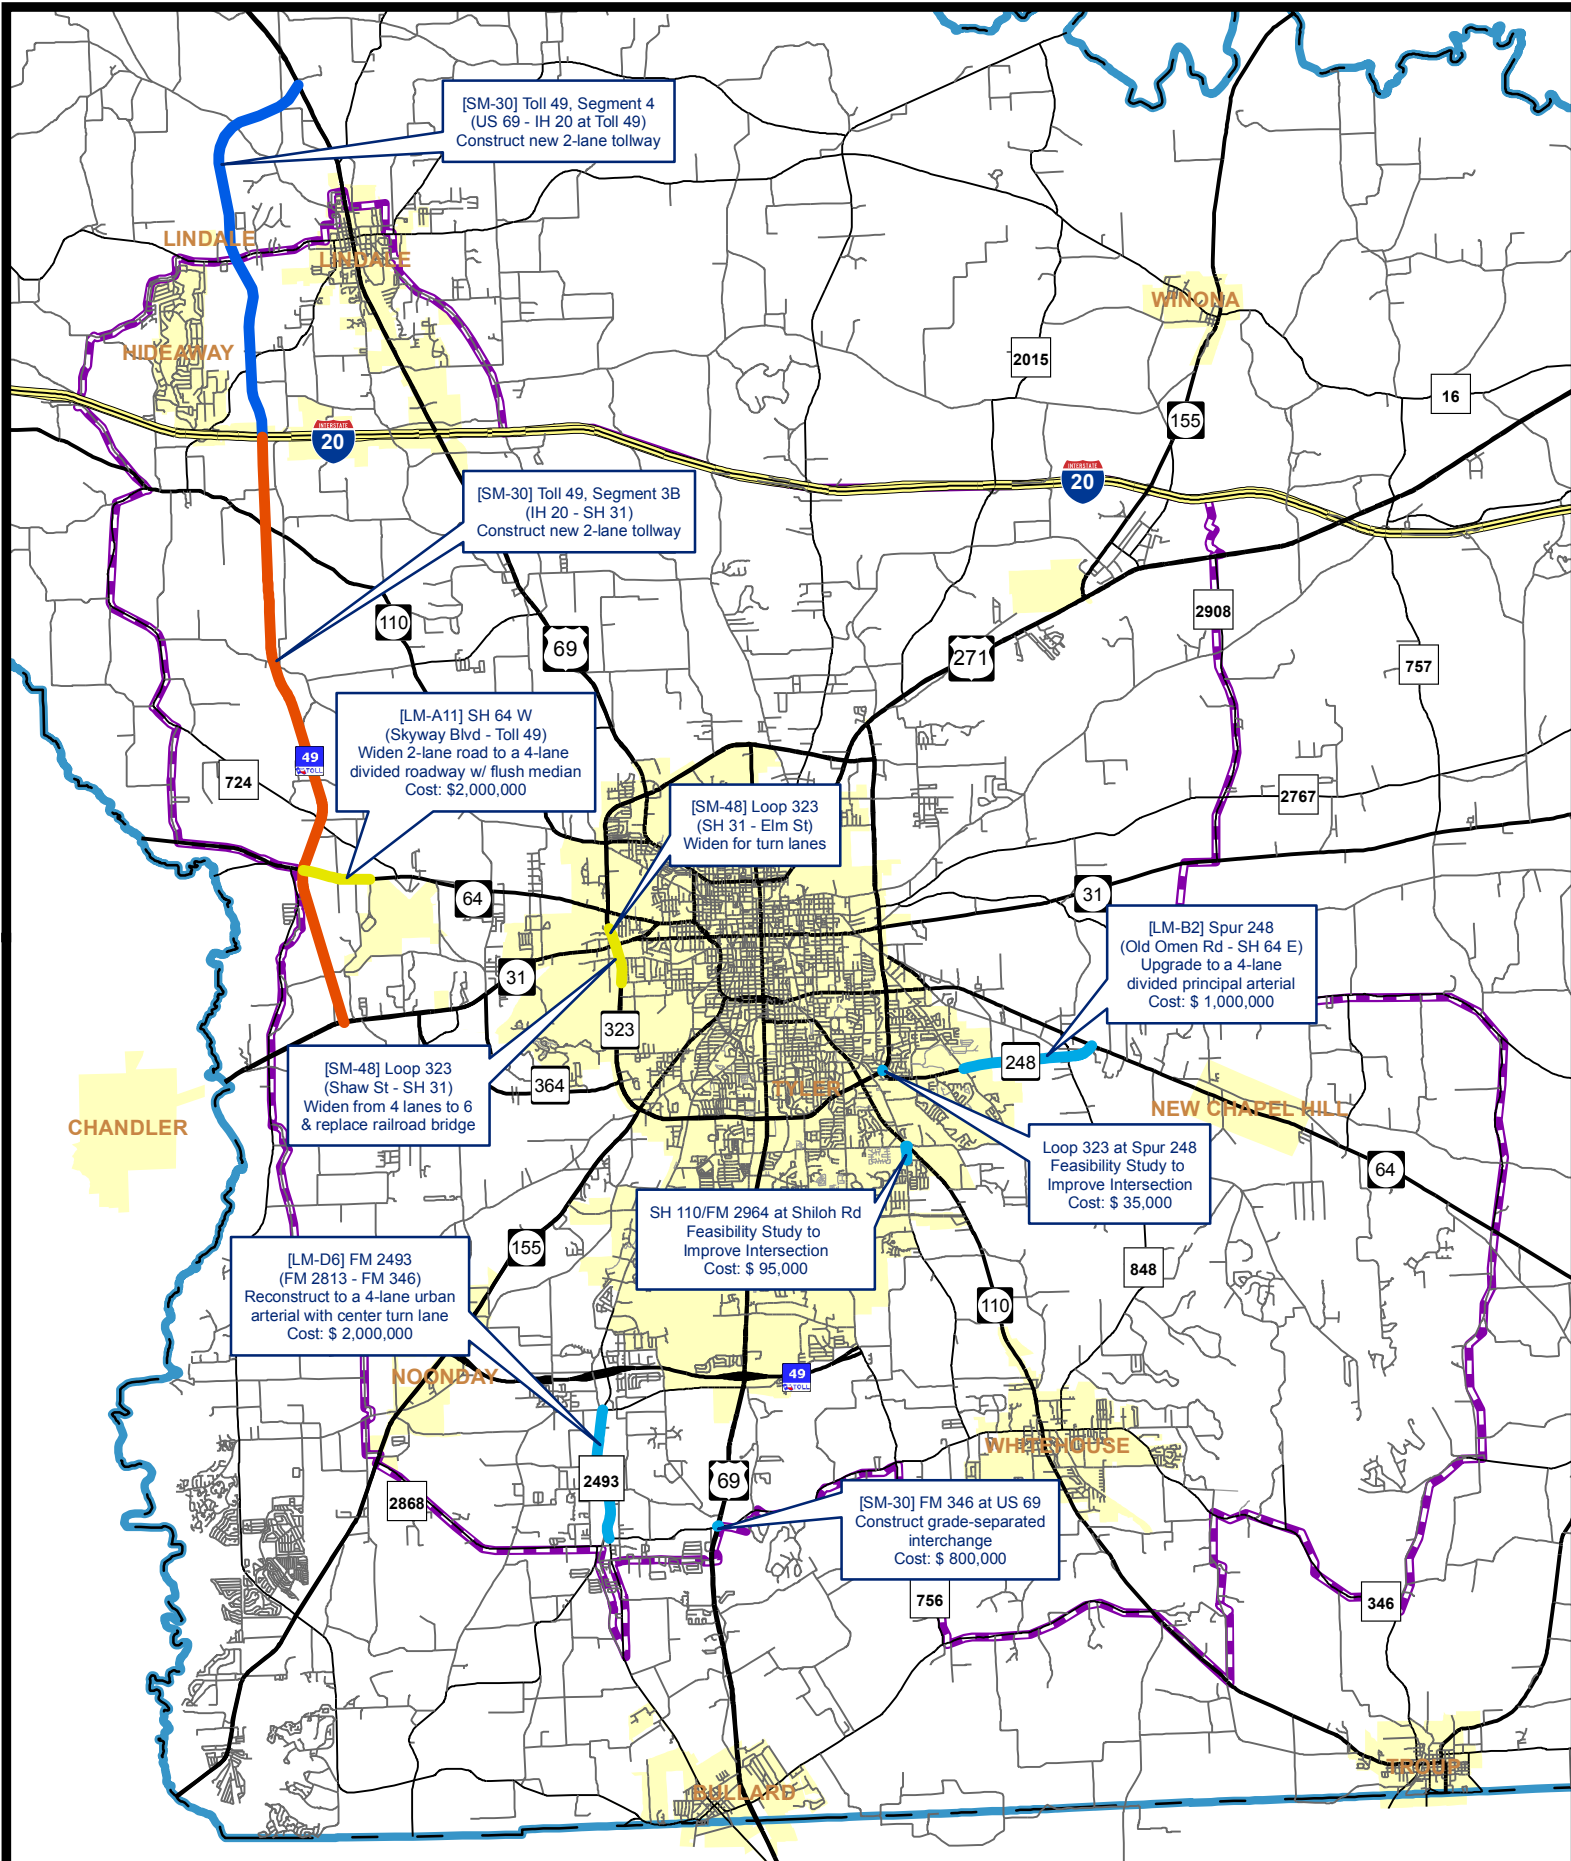 [SM-30] Toll 49, Segment 4
(US 69 - IH 20 at Toll 49)
Construct new 2-lane tollway
LINDALE
LINDALE
WINONA
HIDEAWAY
2015
16
155
INTERSTATE
20
INTERSTATE
20
[SM-30] Toll 49, Segment 3B
(IH 20 - SH 31)
Construct new 2-lane tollway
110
69
271
2908
757
[LM-A11] SH 64 W
(Skyway Blvd - Toll 49)
Widen 2-lane road to a 4-lane
divided roadway w/ flush median
Cost: $2,000,000
49
TOLL
724
2767
[SM-48] Loop 323
(SH 31 - Elm St)
Widen for turn lanes
64
31
[LM-B2] Spur 248
(Old Omen Rd - SH 64 E)
Upgrade to a 4-lane
divided principal arterial
Cost: $ 1,000,000
31
323
[SM-48] Loop 323
(Shaw St - SH 31)
Widen from 4 lanes to 6
& replace railroad bridge
364
248
TYLER
CHANDLER
NEW CHAPEL HILL
Loop 323 at Spur 248
Feasibility Study to
Improve Intersection
Cost: $ 35,000
64
SH 110/FM 2964 at Shiloh Rd
Feasibility Study to
Improve Intersection
Cost: $ 95,000
155
848
[LM-D6] FM 2493
(FM 2813 - FM 346)
Reconstruct to a 4-lane urban
arterial with center turn lane
Cost: $ 2,000,000
110
NOONDAY
49
TOLL
WHITEHOUSE
2493
69
2868
[SM-30] FM 346 at US 69
Construct grade-separated
interchange
Cost: $ 800,000
756
346
TROUP
BULLARD